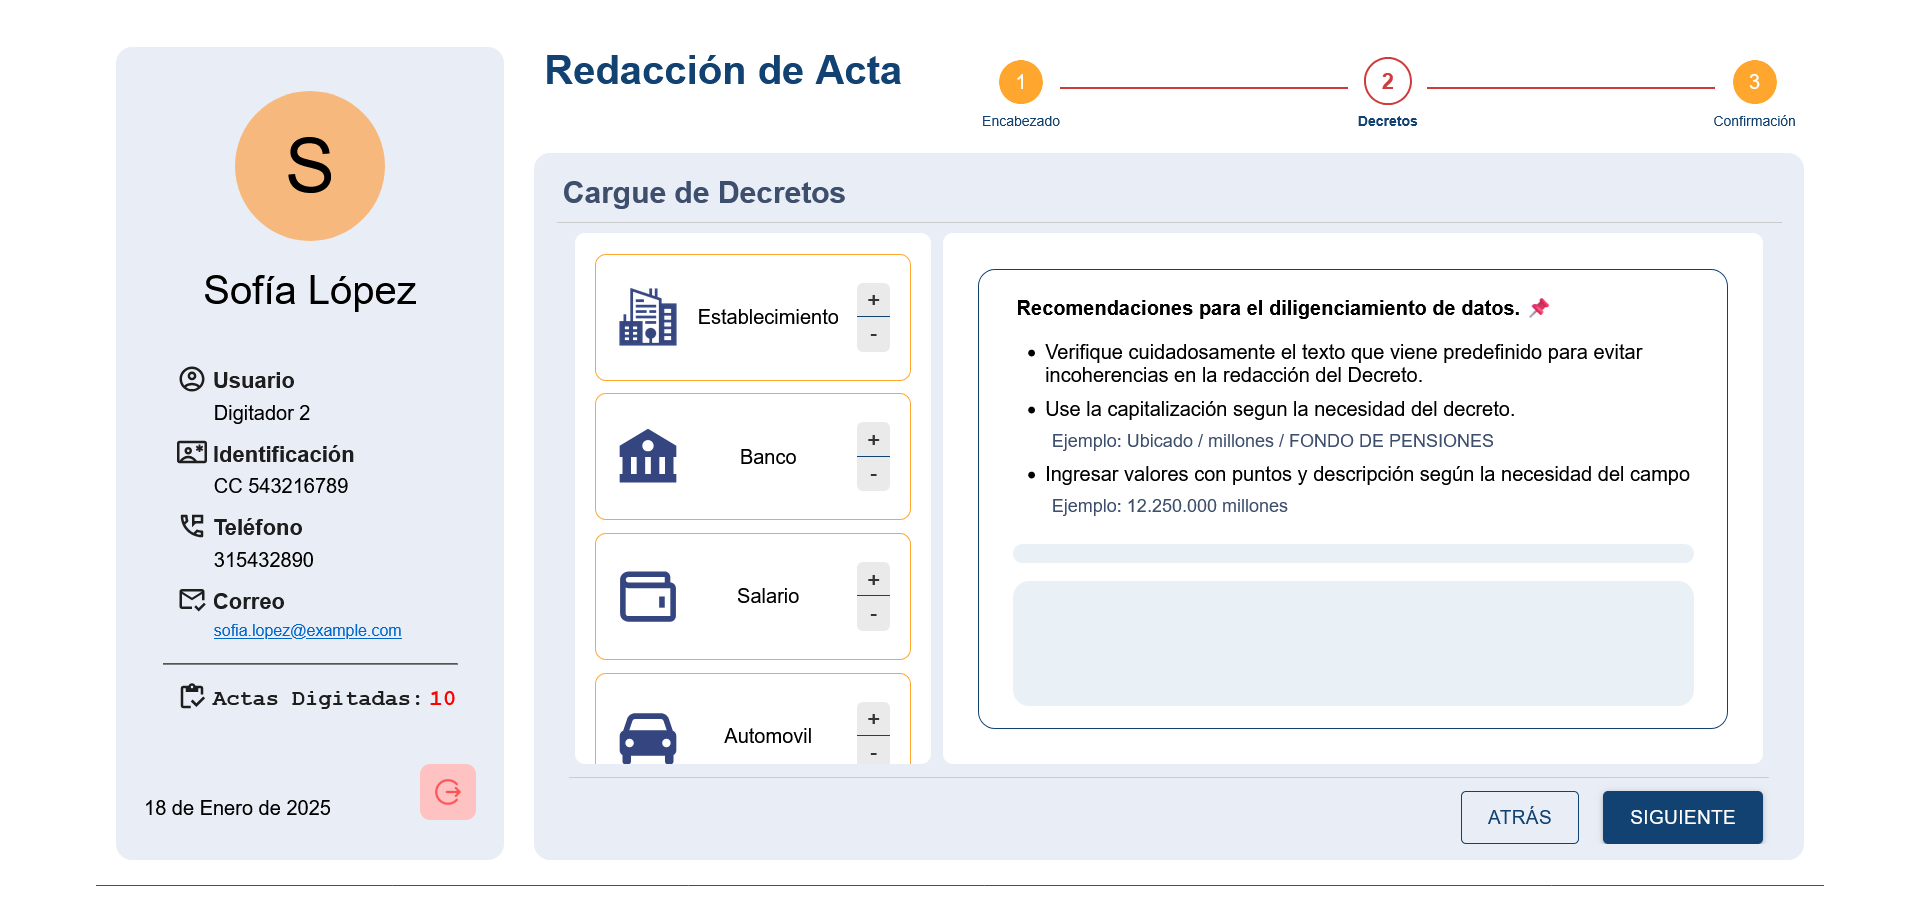 S
Sofía López
Usuario
Digitador 2
Identificación
CC 543216789
Teléfono
315432890
Correo
sofia.lopez@example.com
Actas Digitadas: 10
18 de Enero de 2025
Redacción de Acta
1
Encabezado
2
Decretos
3
Confirmación
Cargue de Decretos
Establecimiento
+
-
Banco
+
-
Salario
+
-
Automovil
+
-
Recomendaciones para el diligenciamiento de datos. 📌
• Verifique cuidadosamente el texto que viene predefinido para evitar
incoherencias en la redacción del Decreto.
• Use la capitalización segun la necesidad del decreto.
Ejemplo: Ubicado / millones / FONDO DE PENSIONES
• Ingresar valores con puntos y descripción según la necesidad del campo
Ejemplo: 12.250.000 millones
ATRÁS
SIGUIENTE